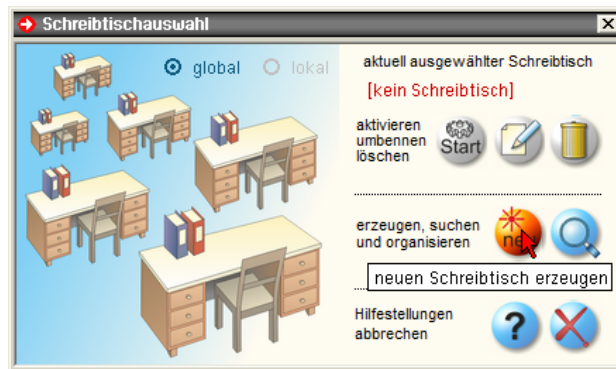 Schreibtischauswahl
global lokal
aktuell ausgewählter Schreibtisch
[kein Schreibtisch]
aktivieren
umbennen
löschen
Start
erzeugen, suchen
und organisieren
neuen Schreibtisch erzeugen
Hilfestellungen
abbrechen
?